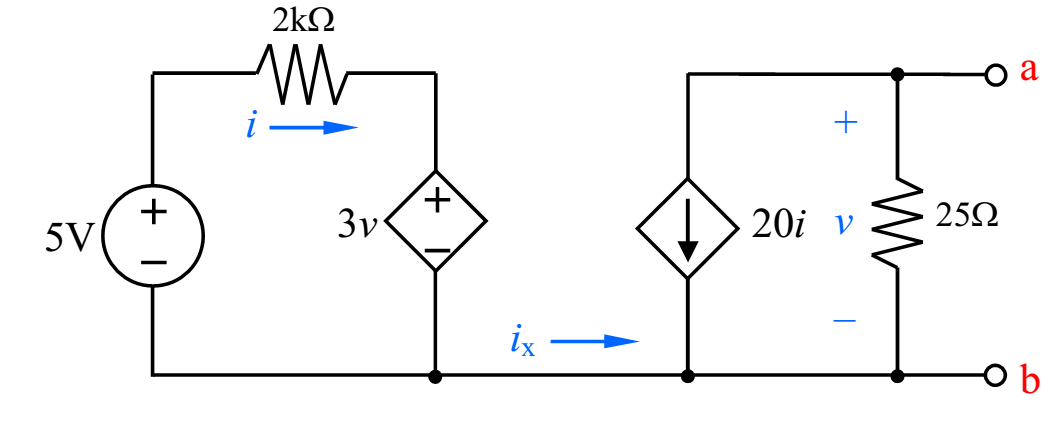 2kΩ
a
i
+
+
+
5V
3v
20i
v
25Ω
−
−
−
iₓ
b